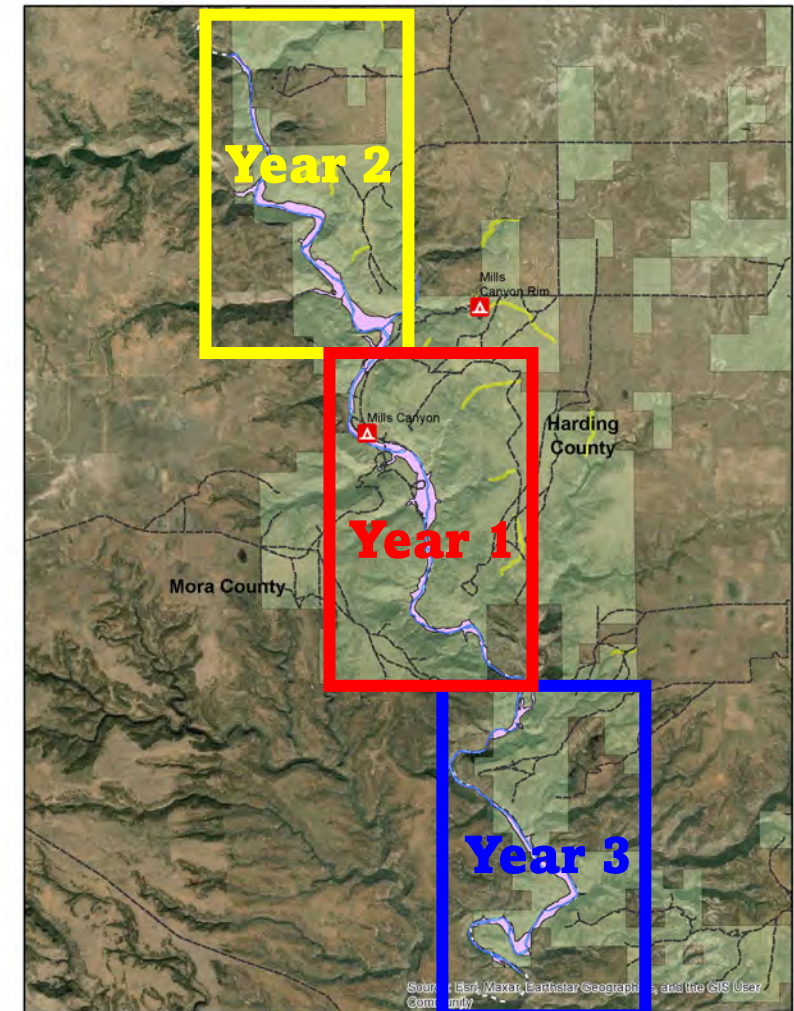 Year 2
Mills
Canyon Rim
Mills Canyon
Harding
County
Year 1
Mora County
Year 3
Source: Esri, Maxar, Earthstar Geographics, and the GIS User
Community